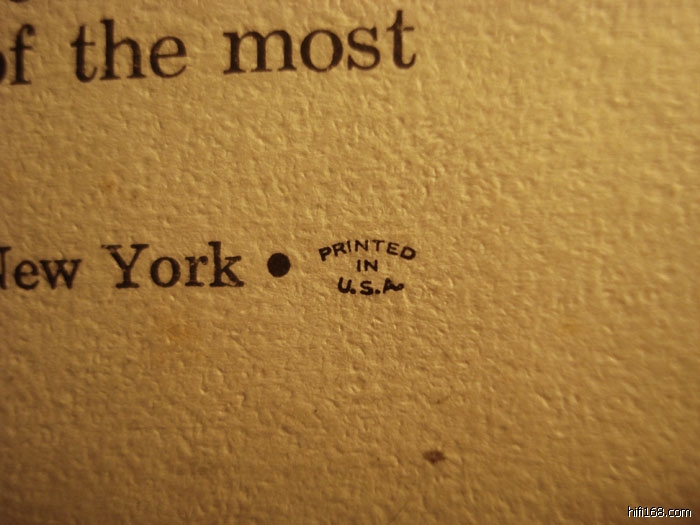 of the most
New York • PRINTED
IN
U.S.A.
hifi168.com